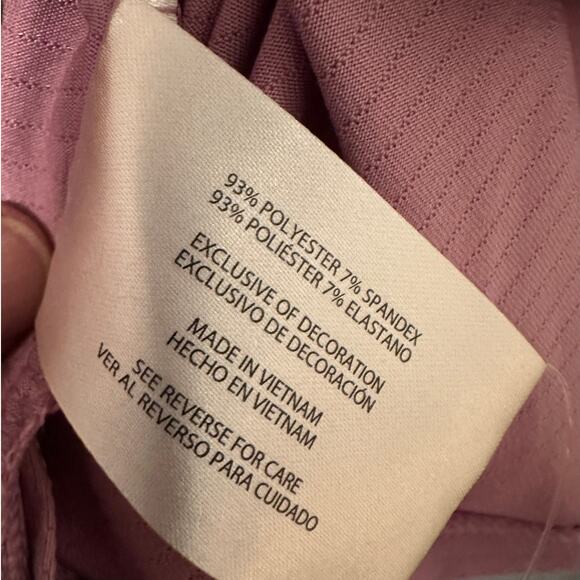 93% POLYESTER 7% SPANDEX
93% POLIÉSTER 7% ELASTANO
EXCLUSIVE OF DECORATION
EXCLUSIVO DE DECORACIÓN
MADE IN VIETNAM
HECHO EN VIETNAM
SEE REVERSE FOR CARE
VER AL REVERSO PARA CUIDADO